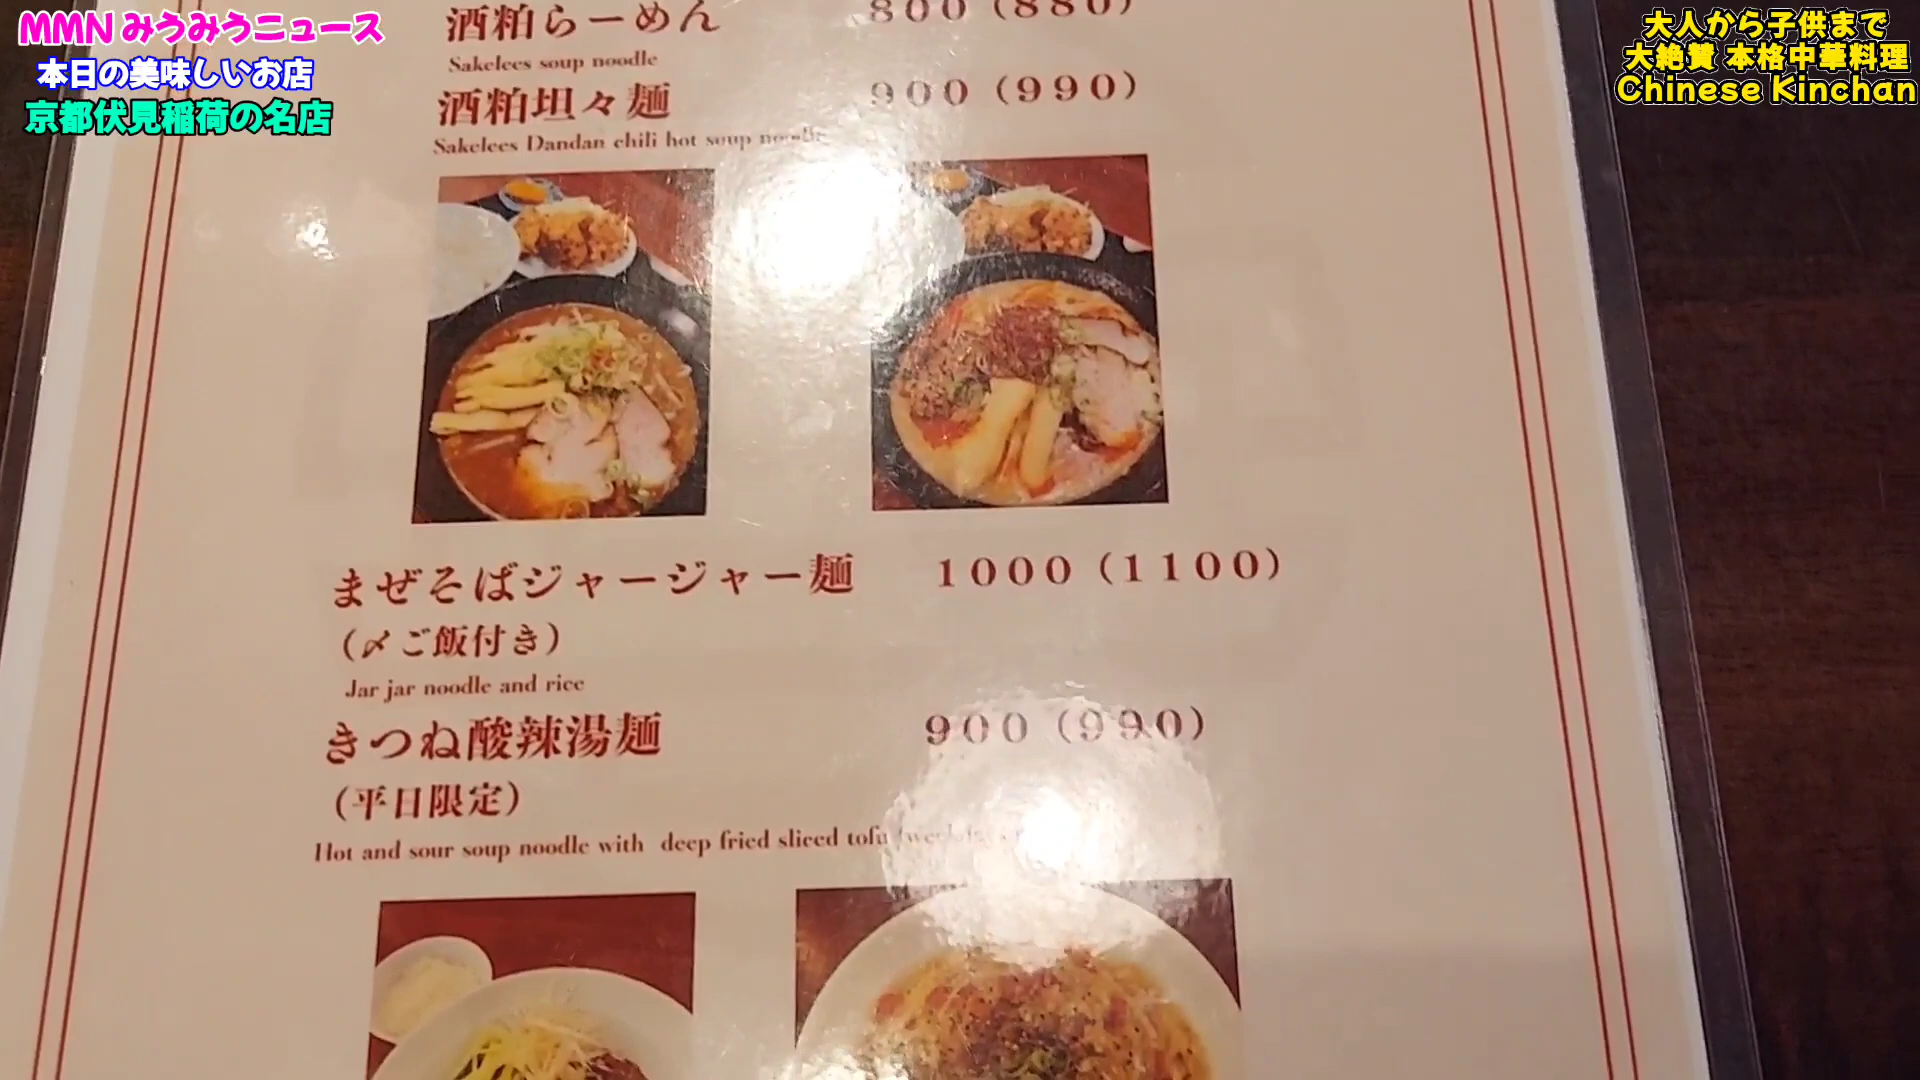 MMN みうみうニュース
本日の美味しいお店
京都伏見稲荷の名店
大人から子供まで
大絶賛 本格中華料理
Chinese Kinchan
酒粕らーめん 800（880）
Sakelees soup noodle
酒粕坦々麺 900（990）
Sakelees Dandan chili hot soup noodle
まぜそばジャージャー麺 1000（1100）
（〆ご飯付き）
Jar jar noodle and rice
きつね酸辣湯麺 900（990）
（平日限定）
Hot and sour soup noodle with deep fried sliced tofu